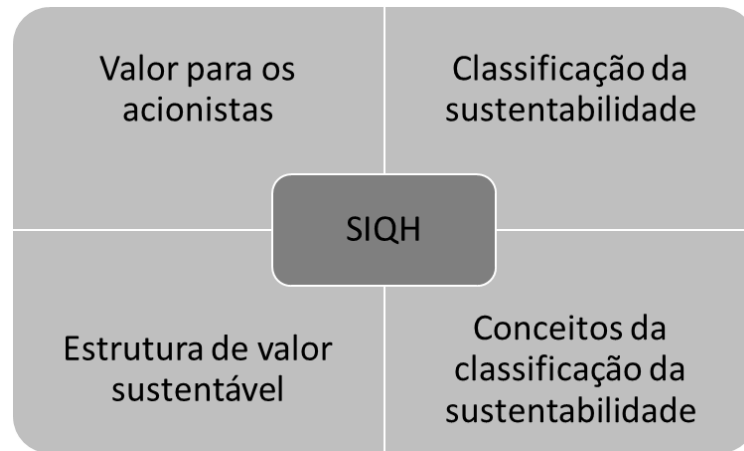 Valor para os
acionistas
Classificação da
sustentabilidade
SIQH
Estrutura de valor
sustentável
Conceitos da
classificação da
sustentabilidade